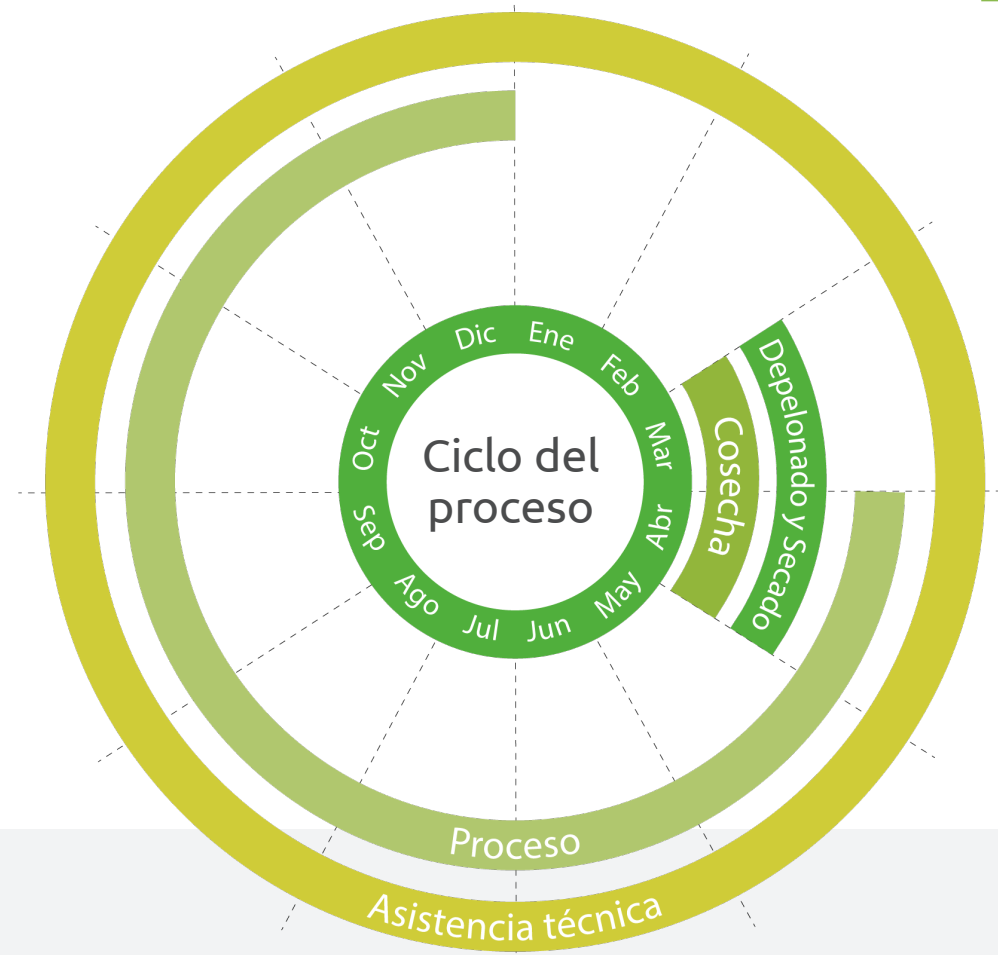 Ciclo del
proceso
Ene
Feb
Mar
Abr
May
Jun
Jul
Ago
Sep
Oct
Nov
Dic
Cosecha
Depelonado y Secado
Proceso
Asistencia técnica